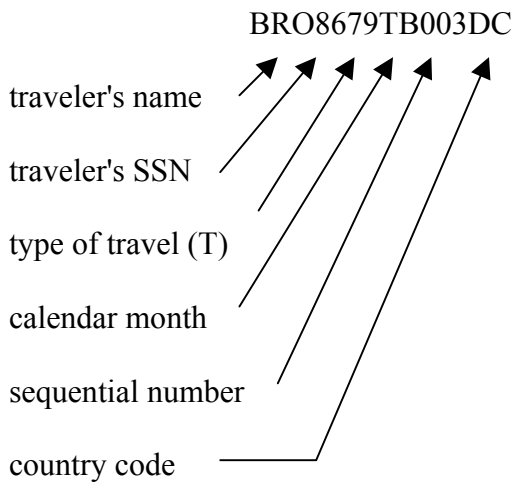 BRO8679TB003DC
traveler's name
traveler's SSN
type of travel (T)
calendar month
sequential number
country code